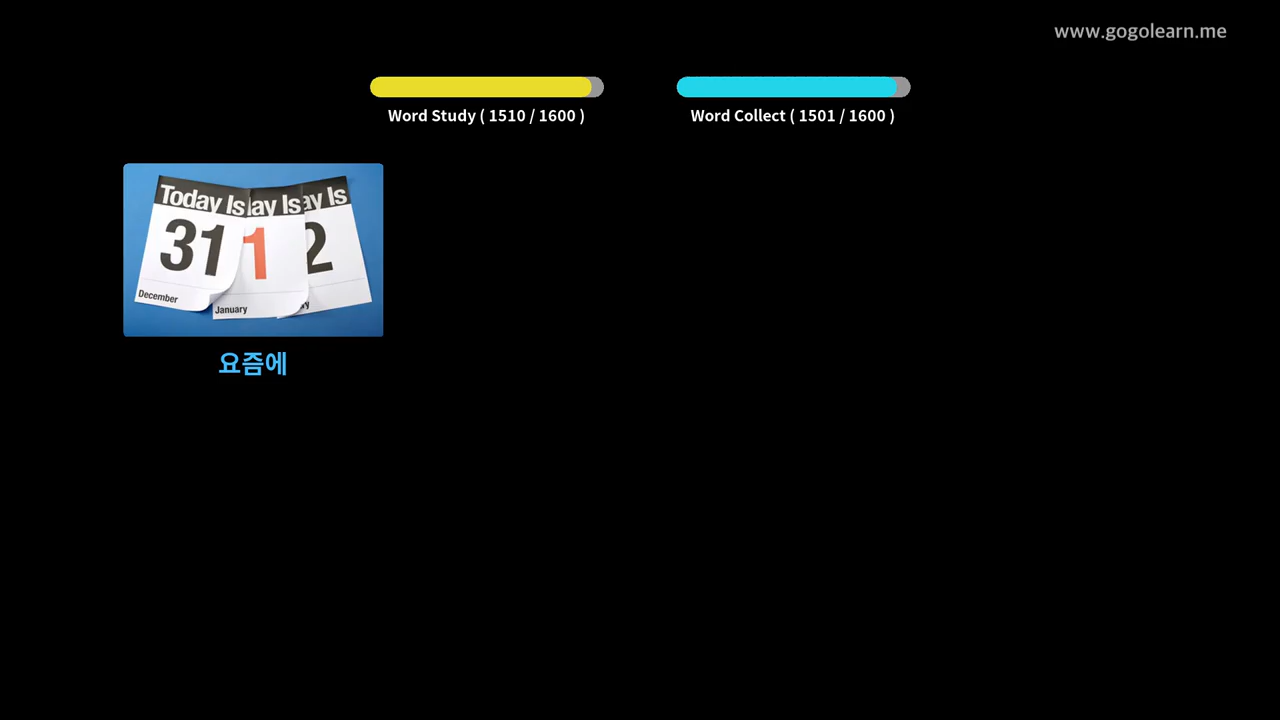 www.gogolearn.me
Word Study ( 1510 / 1600 )
Word Collect ( 1501 / 1600 )
Today Is ay Is ay Is
31 1 2
December
January
요즘에